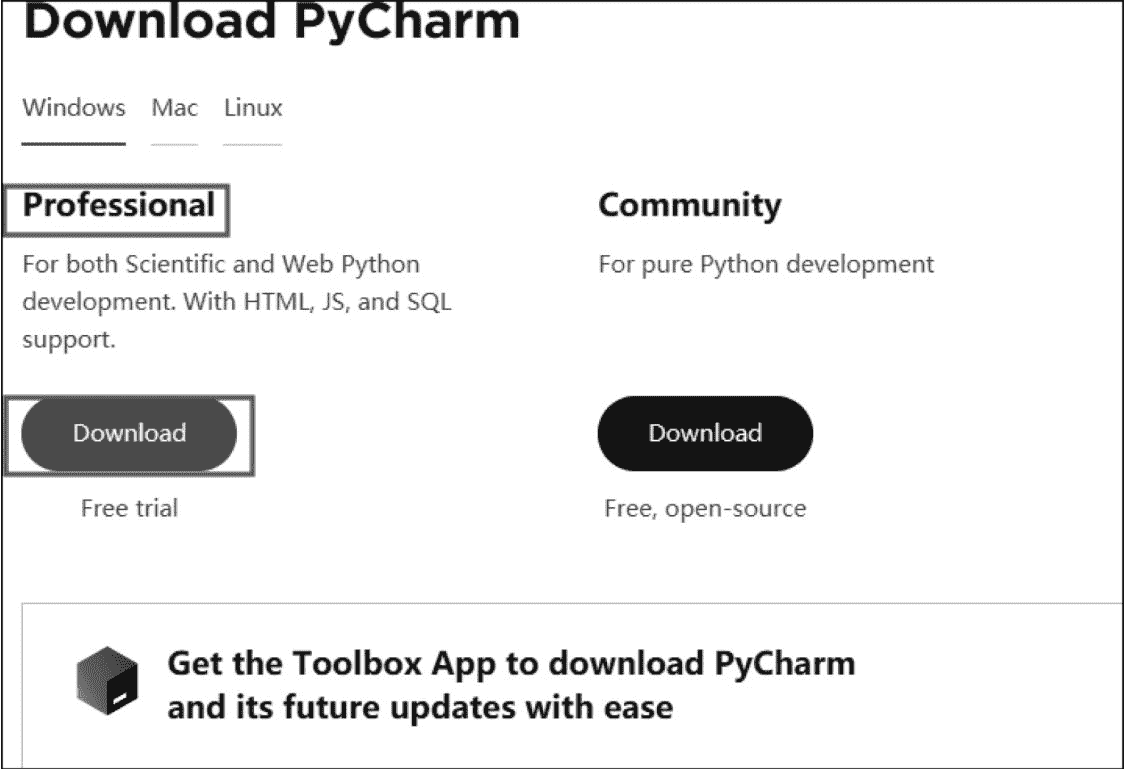 Download PyCharm
Windows Mac Linux
Professional
For both Scientific and Web Python
development. With HTML, JS, and SQL
support.
Download
Free trial
Community
For pure Python development
Download
Free, open-source
Get the Toolbox App to download PyCharm
and its future updates with ease